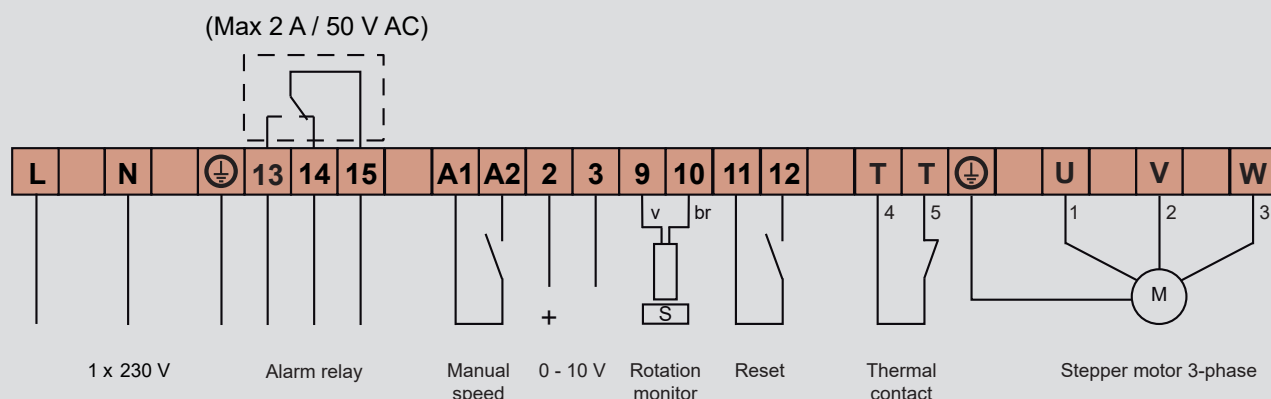 (Max 2 A / 50 V AC)
L N 13 14 15 A1 A2 2 3 9 10 11 12 T T U V W
v br 4 5 1 2 3
M
S
+
1 x 230 V Alarm relay Manual speed 0 - 10 V Rotation monitor Reset Thermal contact Stepper motor 3-phase